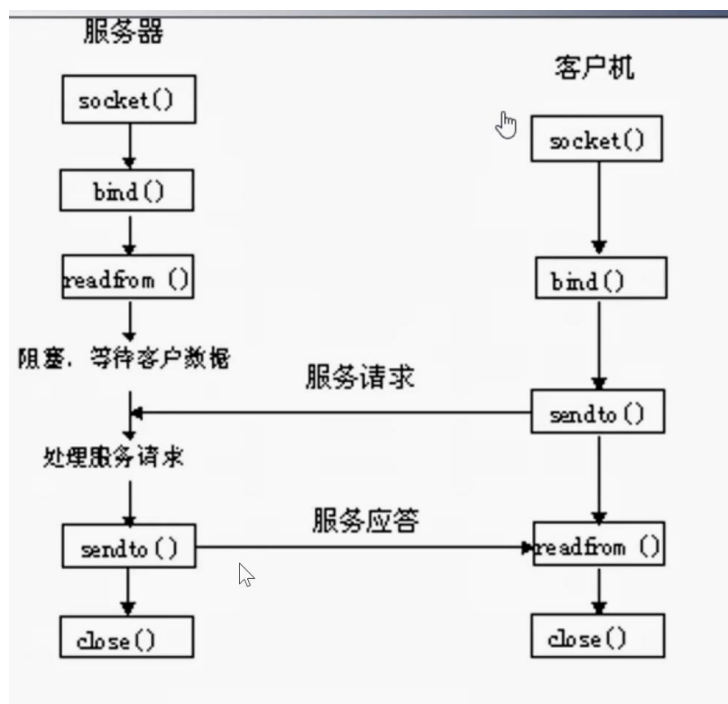 服务器
客户机
socket()
socket()
bind()
bind()
readfrom ()
阻塞，等待客户数据
服务请求
sendto()
处理服务请求
服务应答
sendto()
readfrom ()
close()
close()